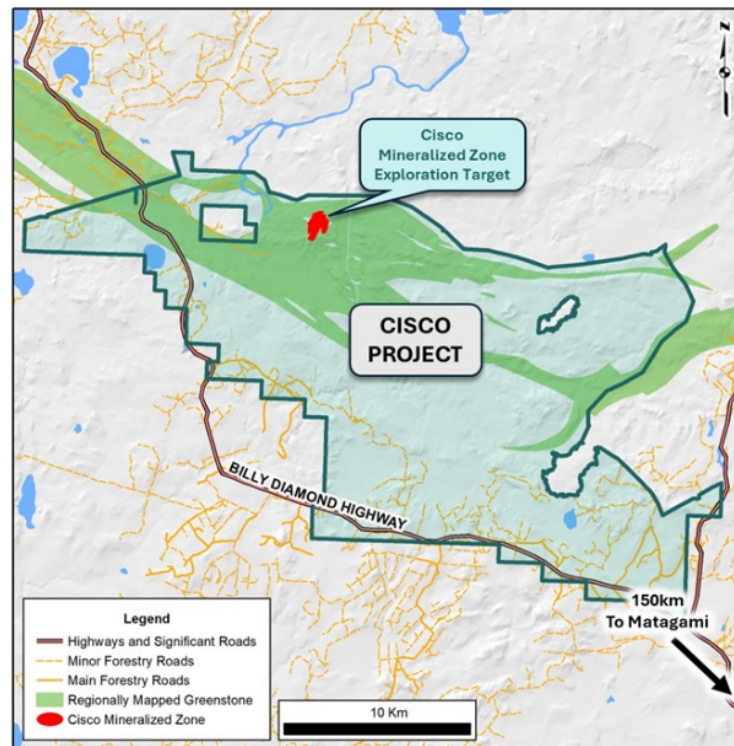 N
Cisco
Mineralized Zone
Exploration Target
CISCO
PROJECT
BILLY DIAMOND HIGHWAY
150km
To Matagami
Legend
Highways and Significant Roads
Minor Forestry Roads
Main Forestry Roads
Regionally Mapped Greenstone
Cisco Mineralized Zone
10 Km